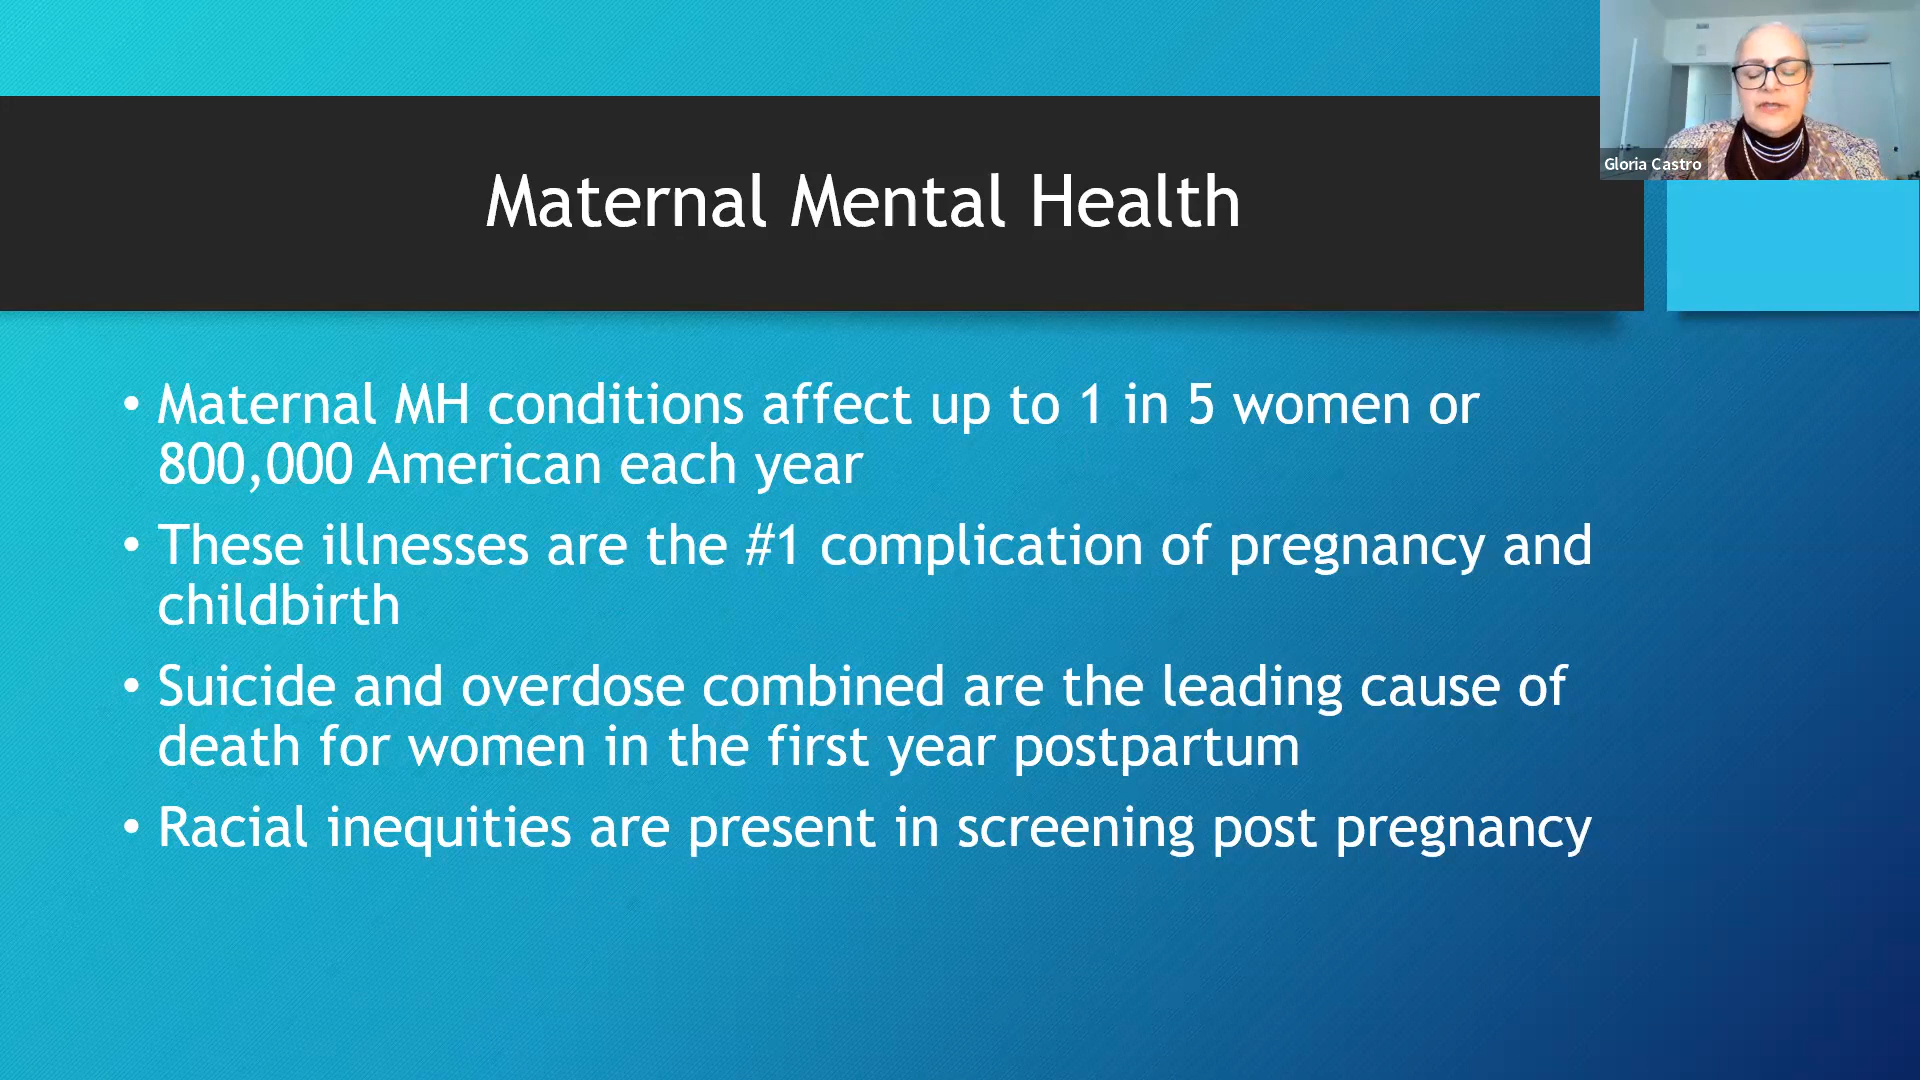 Gloria Castro
Maternal Mental Health
• Maternal MH conditions affect up to 1 in 5 women or
800,000 American each year
• These illnesses are the #1 complication of pregnancy and
childbirth
• Suicide and overdose combined are the leading cause of
death for women in the first year postpartum
• Racial inequities are present in screening post pregnancy